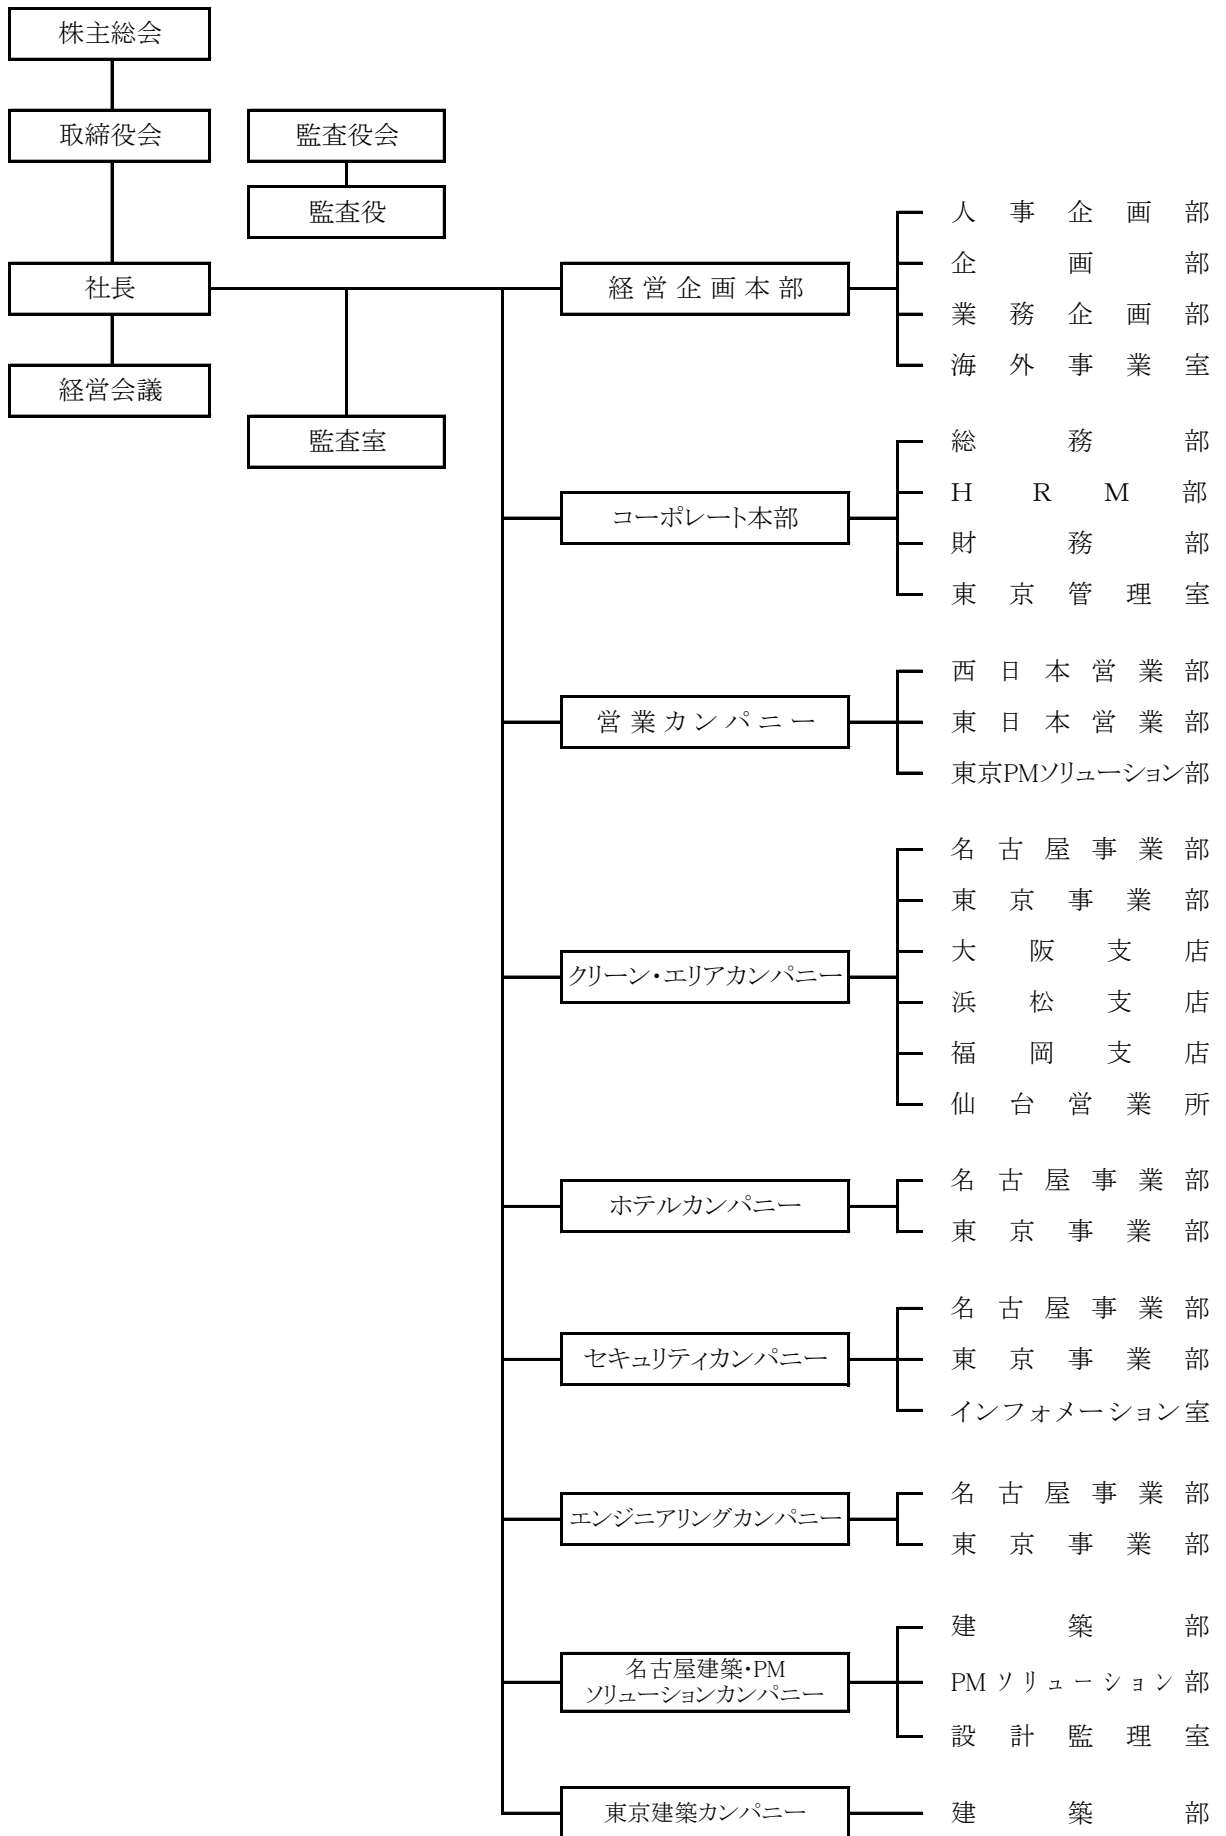 株主総会
取締役会
監査役会
監査役
社長
経営会議
監査室
経営企画本部
人事企画部
企画部
業務企画部
海外事業室
コーポレート本部
総務部
HRM部
財務部
東京管理室
営業カンパニー
西日本営業部
東日本営業部
東京PMソリューション部
クリーン・エリアカンパニー
名古屋事業部
東京事業部
大阪支店
浜松支店
福岡支店
仙台営業所
ホテルカンパニー
名古屋事業部
東京事業部
セキュリティカンパニー
名古屋事業部
東京事業部
インフォメーション室
エンジニアリングカンパニー
名古屋事業部
東京事業部
名古屋建築・PM
ソリューションカンパニー
建築部
PMソリューション部
設計監理室
東京建築カンパニー
建築部